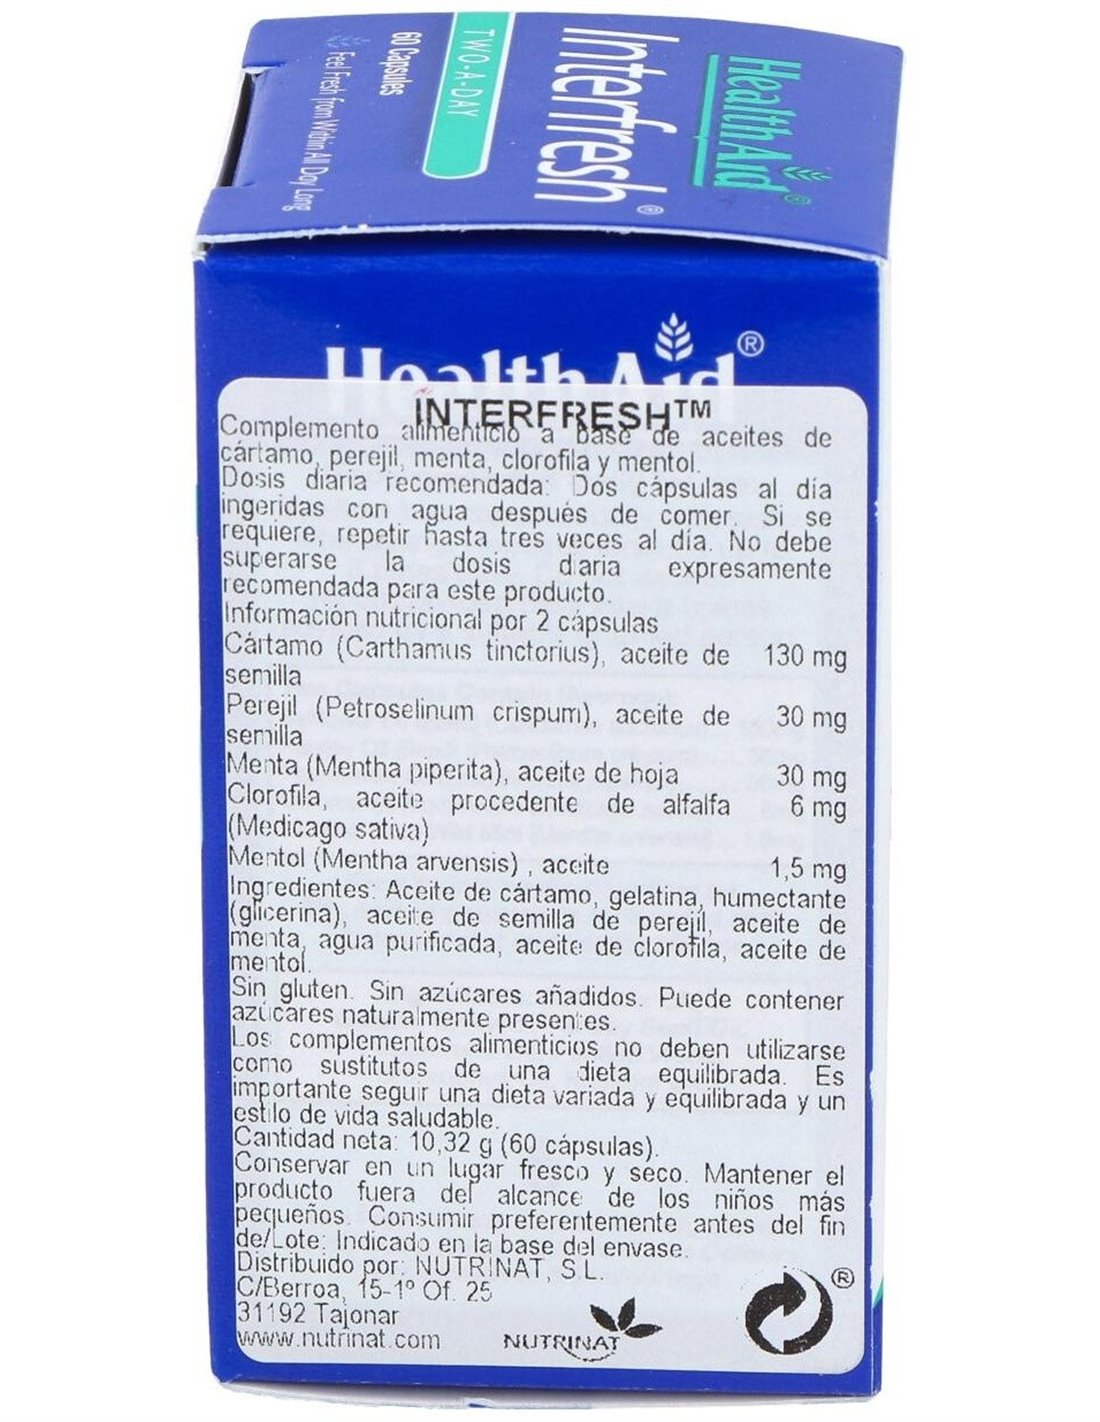 HealthAid®
Interfresh®
TWO-A-DAY
60 Capsules
Feel Fresh from Within All Day Long
HealthAid®
INTERFRESH™
Complemento alimenticio a base de aceites de
cártamo, perejil, menta, clorofila y mentol.
Dosis diaria recomendada: Dos cápsulas al día
ingeridas con agua después de comer. Si se
requiere, repetir hasta tres veces al día. No debe
superarse la dosis diaria expresamente
recomendada para este producto.
Información nutricional por 2 cápsulas
Cártamo (Carthamus tinctorius), aceite de 130 mg
semilla
Perejil (Petroselinum crispum), aceite de 30 mg
semilla
Menta (Mentha piperita), aceite de hoja 30 mg
Clorofila, aceite procedente de alfalfa 6 mg
(Medicago sativa)
Mentol (Mentha arvensis) , aceite 1,5 mg
Ingredientes: Aceite de cártamo, gelatina, humectante
(glicerina), aceite de semilla de perejil, aceite de
menta, agua purificada, aceite de clorofila, aceite de
mentol.
Sin gluten. Sin azúcares añadidos. Puede contener
azúcares naturalmente presentes.
Los complementos alimenticios no deben utilizarse
como sustitutos de una dieta equilibrada. Es
importante seguir una dieta variada y equilibrada y un
estilo de vida saludable.
Cantidad neta: 10,32 g (60 cápsulas).
Conservar en un lugar fresco y seco. Mantener el
producto fuera del alcance de los niños más
pequeños. Consumir preferentemente antes del fin
de/Lote: Indicado en la base del envase.
Distribuido por: NUTRINAT, S.L.
C/Berroa, 15-1º Of. 25
31192 Tajonar
www.nutrinat.com
NUTRINAT
®